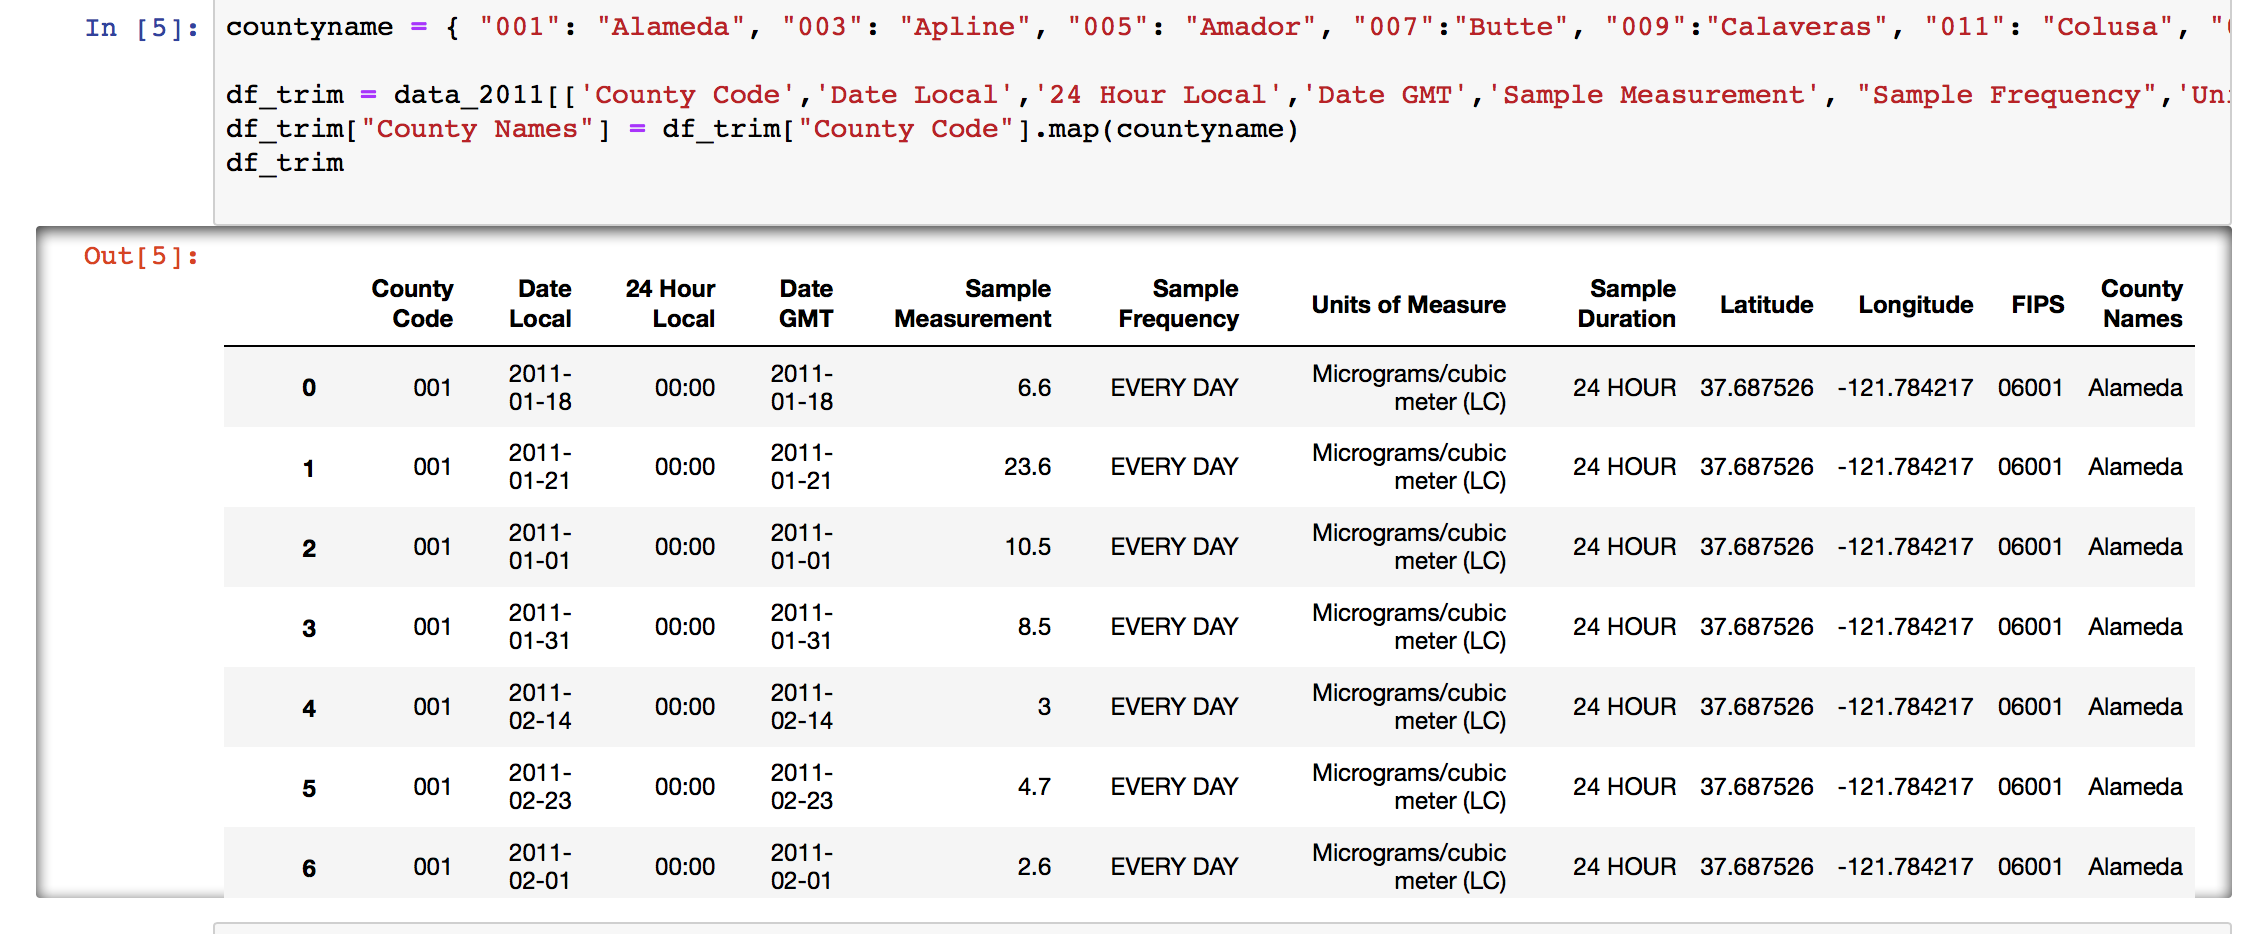 In [5]: countyname = { "001": "Alameda", "003": "Apline", "005": "Amador", "007":"Butte", "009":"Calaveras", "011": "Colusa", "
df_trim = data_2011[['County Code','Date Local','24 Hour Local','Date GMT','Sample Measurement', "Sample Frequency",'Un
df_trim["County Names"] = df_trim["County Code"].map(countyname)
df_trim
Out[5]:
County Code Date Local 24 Hour Local Date GMT Sample Measurement Sample Frequency Units of Measure Sample Duration Latitude Longitude FIPS County Names
0 001 2011-01-18 00:00 2011-01-18 6.6 EVERY DAY Micrograms/cubic meter (LC) 24 HOUR 37.687526 -121.784217 06001 Alameda
1 001 2011-01-21 00:00 2011-01-21 23.6 EVERY DAY Micrograms/cubic meter (LC) 24 HOUR 37.687526 -121.784217 06001 Alameda
2 001 2011-01-01 00:00 2011-01-01 10.5 EVERY DAY Micrograms/cubic meter (LC) 24 HOUR 37.687526 -121.784217 06001 Alameda
3 001 2011-01-31 00:00 2011-01-31 8.5 EVERY DAY Micrograms/cubic meter (LC) 24 HOUR 37.687526 -121.784217 06001 Alameda
4 001 2011-02-14 00:00 2011-02-14 3 EVERY DAY Micrograms/cubic meter (LC) 24 HOUR 37.687526 -121.784217 06001 Alameda
5 001 2011-02-23 00:00 2011-02-23 4.7 EVERY DAY Micrograms/cubic meter (LC) 24 HOUR 37.687526 -121.784217 06001 Alameda
6 001 2011-02-01 00:00 2011-02-01 2.6 EVERY DAY Micrograms/cubic meter (LC) 24 HOUR 37.687526 -121.784217 06001 Alameda